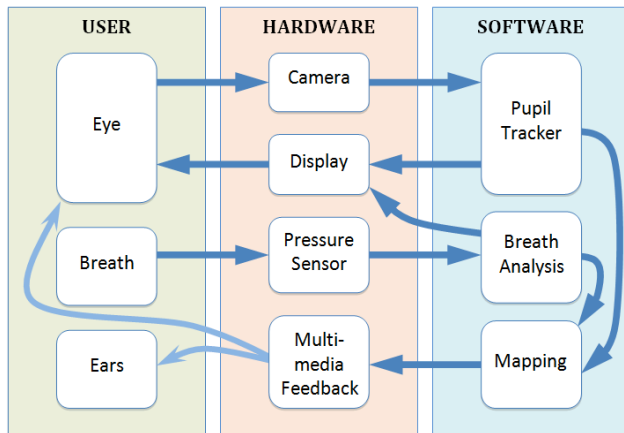 USER
HARDWARE
SOFTWARE
Eye
Camera
Pupil
Tracker
Display
Breath
Pressure
Sensor
Breath
Analysis
Ears
Multi-
media
Feedback
Mapping